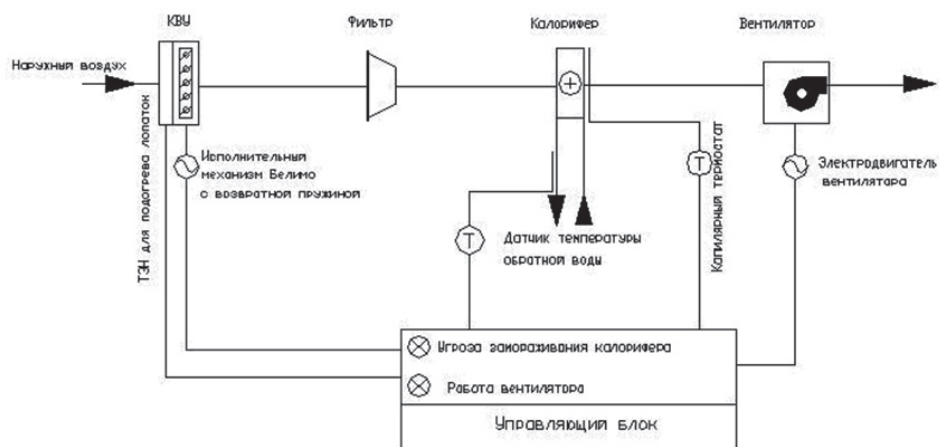 КВУ
Фильтр
Калорифер
Вентилятор
Наружный воздух
ТЭН для подогрева лопаток
Исполнительный
механизм Белимо
с возвратной пружиной
Т
Датчик температуры
обратной воды
Т
Капилярный термостат
Электродвигатель
вентилятора
Угроза замораживания калорифера
Работа вентилятора
Управляющий блок